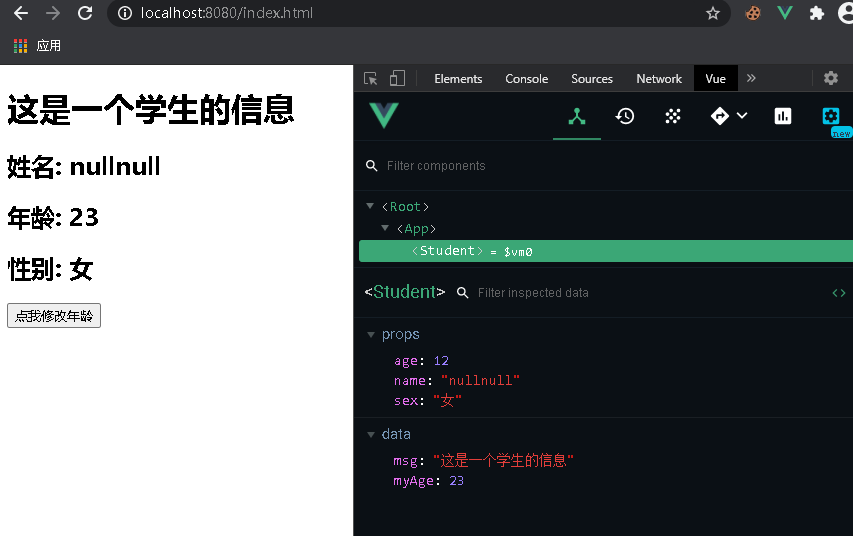 localhost:8080/index.html
应用
这是一个学生的信息
姓名: nullnull
年龄: 23
性别: 女
点我修改年龄
Elements Console Sources Network Vue »
new
Filter components
<Root>
<App>
<Student> = $vm0
<Student> Filter inspected data <>
props
age: 12
name: "nullnull"
sex: "女"
data
msg: "这是一个学生的信息"
myAge: 23